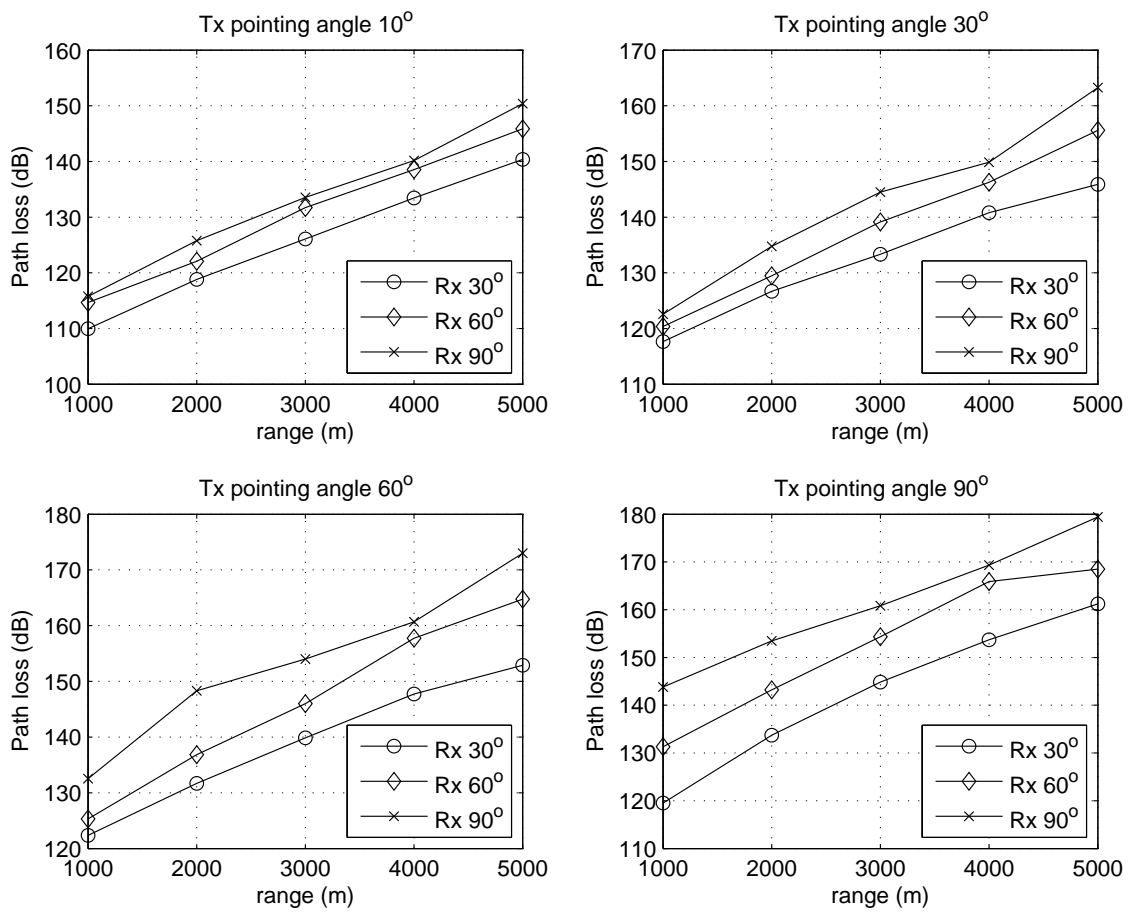 Tx pointing angle 10°
160
150
140
130
120
110
100
Path loss (dB)
1000 2000 3000 4000 5000
range (m)
Rx 30°
Rx 60°
Rx 90°
Tx pointing angle 30°
170
160
150
140
130
120
110
Path loss (dB)
1000 2000 3000 4000 5000
range (m)
Rx 30°
Rx 60°
Rx 90°
Tx pointing angle 60°
180
170
160
150
140
130
120
Path loss (dB)
1000 2000 3000 4000 5000
range (m)
Rx 30°
Rx 60°
Rx 90°
Tx pointing angle 90°
180
170
160
150
140
130
120
110
Path loss (dB)
1000 2000 3000 4000 5000
range (m)
Rx 30°
Rx 60°
Rx 90°